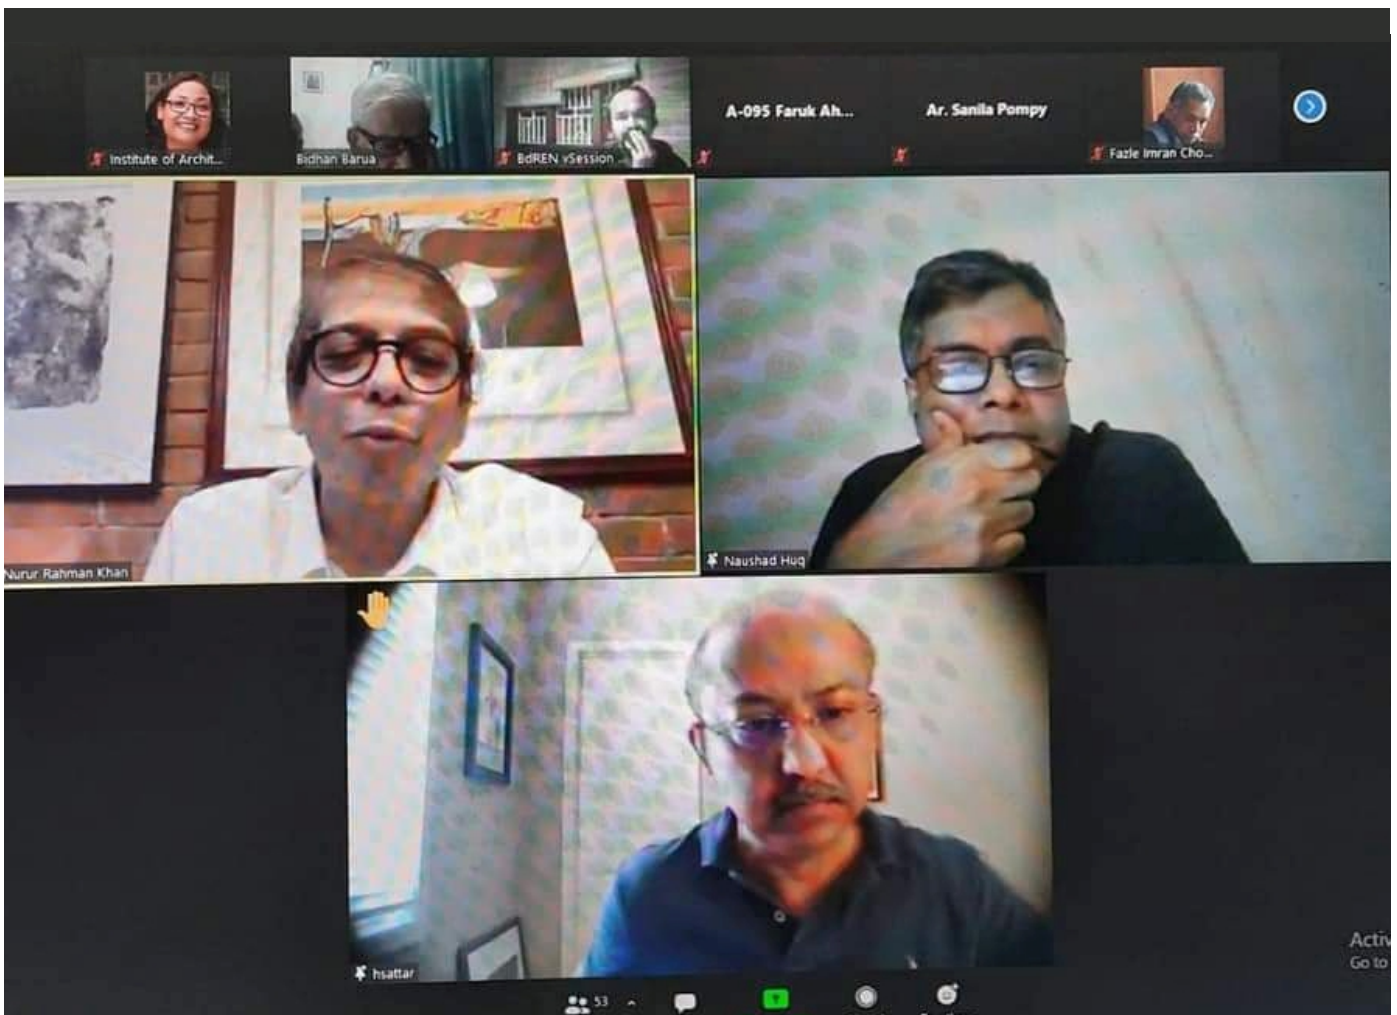 Institute of Archit...
Bidhan Barua
BdREN vSession ...
A-095 Faruk Ah...
Ar. Sanila Pompy
Fazle Imran Cho...
Nurur Rahman Khan
Naushad Huq
hsattar
Activ
Go to
53